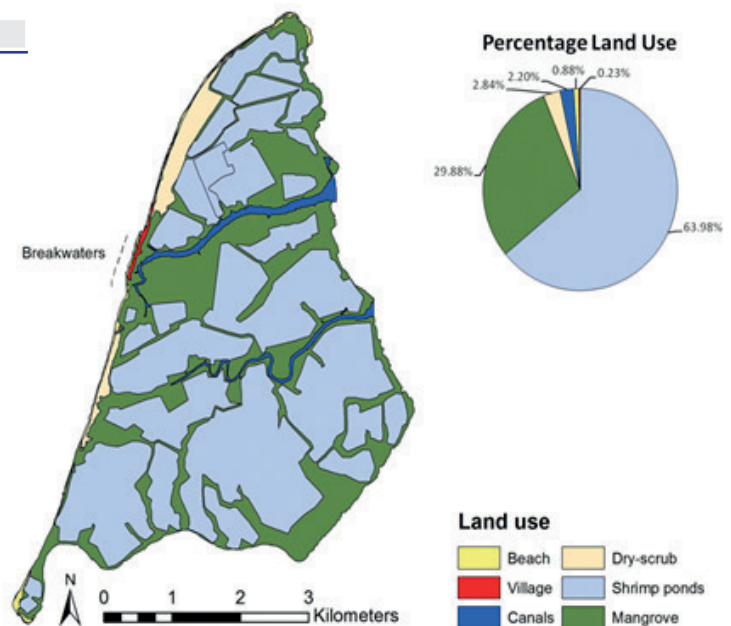 Percentage Land Use
2.84%
2.20%
0.88%
0.23%
29.88%
63.98%
Breakwaters
Land use
Beach
Dry-scrub
Village
Shrimp ponds
Canals
Mangrove
N
0 1 2 3
Kilometers